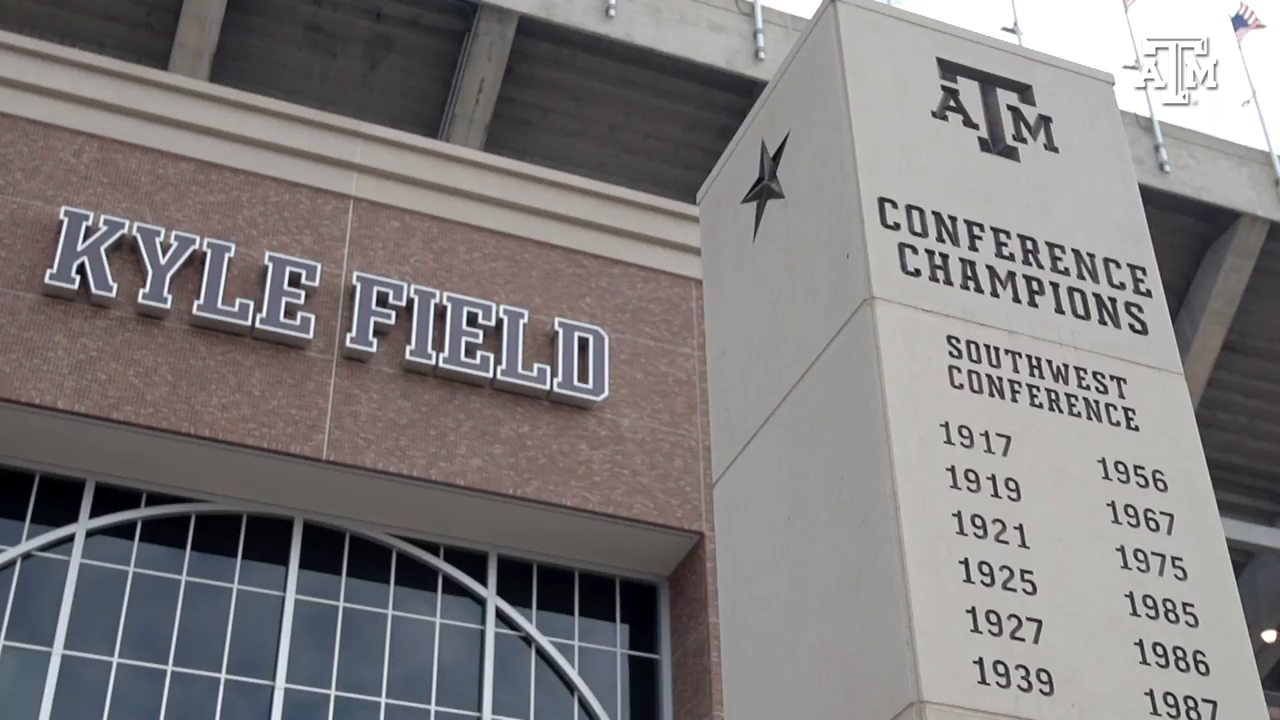 KYLE FIELD
ATM
ATM
CONFERENCE
CHAMPIONS
SOUTHWEST
CONFERENCE
1917
1919
1921
1925
1927
1939
1956
1967
1975
1985
1986
1987